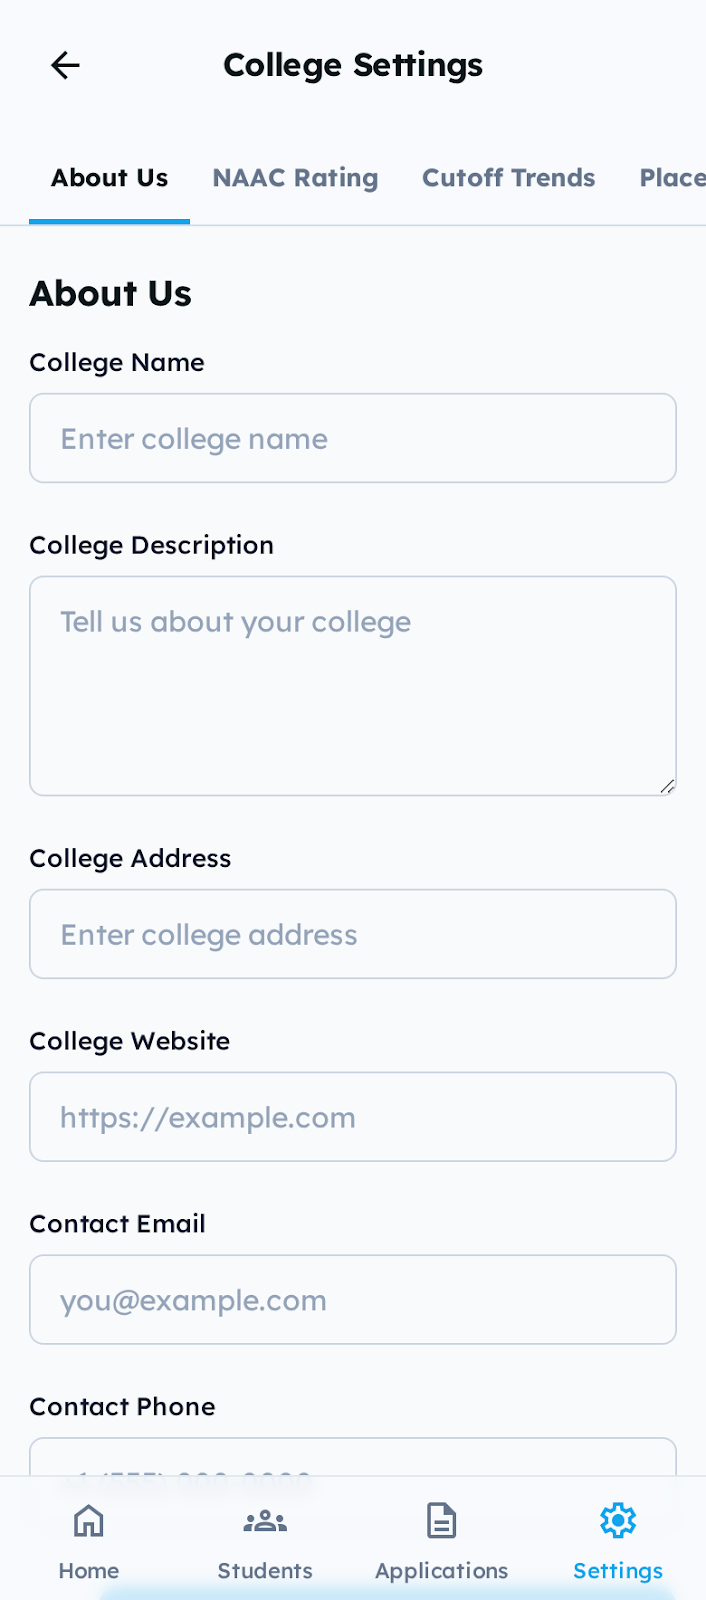 College Settings
About Us NAAC Rating Cutoff Trends Place
About Us
College Name
Enter college name
College Description
Tell us about your college
College Address
Enter college address
College Website
https://example.com
Contact Email
you@example.com
Contact Phone
Home Students Applications Settings